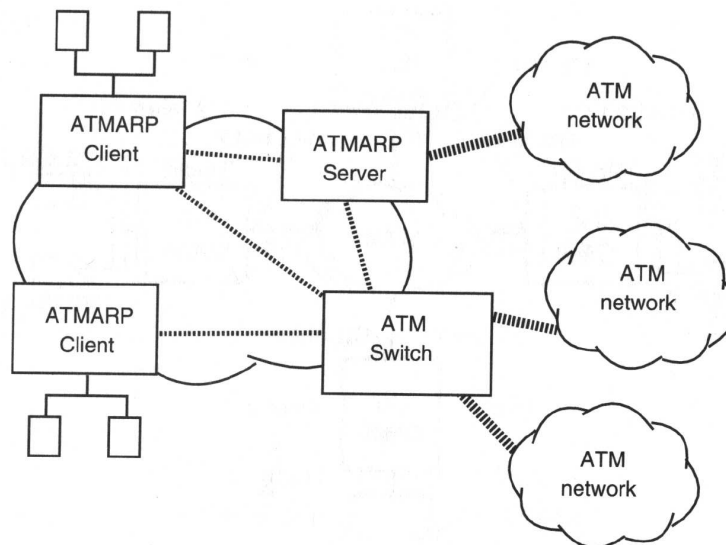 ATMARP
Client
ATMARP
Server
ATM
network
ATM
network
ATMARP
Client
ATM
Switch
ATM
network